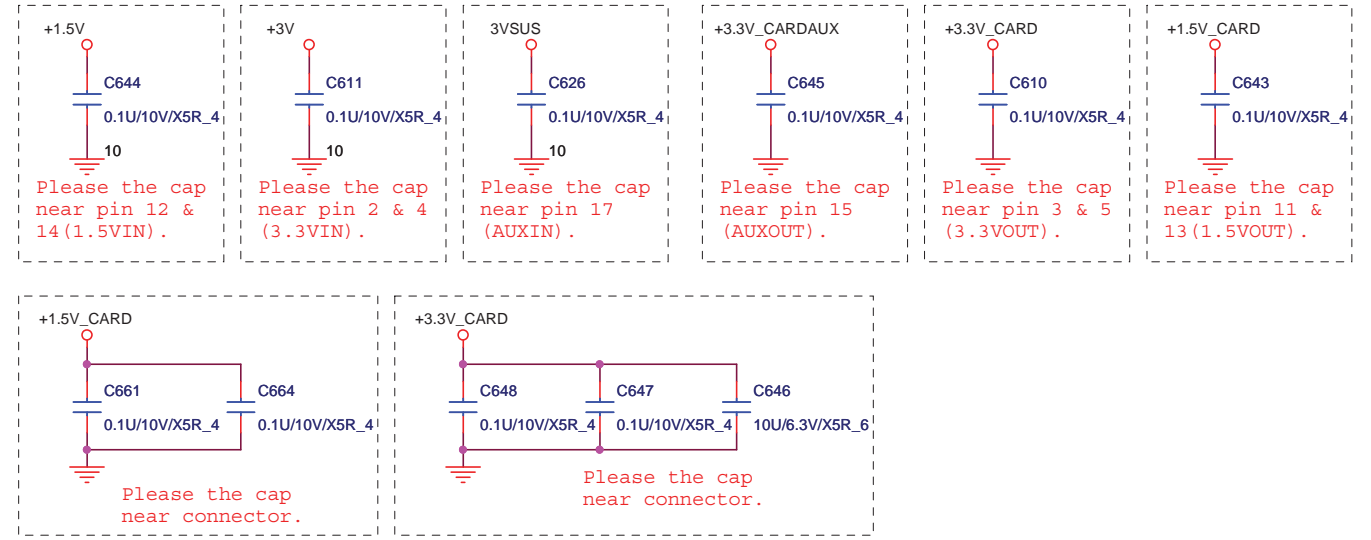 +1.5V
C644
0.1U/10V/X5R_4
10
Please the cap
near pin 12 &
14(1.5VIN).
+3V
C611
0.1U/10V/X5R_4
10
Please the cap
near pin 2 & 4
(3.3VIN).
3VSUS
C626
0.1U/10V/X5R_4
10
Please the cap
near pin 17
(AUXIN).
+3.3V_CARDAUX
C645
0.1U/10V/X5R_4
Please the cap
near pin 15
(AUXOUT).
+3.3V_CARD
C610
0.1U/10V/X5R_4
Please the cap
near pin 3 & 5
(3.3VOUT).
+1.5V_CARD
C643
0.1U/10V/X5R_4
Please the cap
near pin 11 &
13(1.5VOUT).
+1.5V_CARD
C661
0.1U/10V/X5R_4
C664
0.1U/10V/X5R_4
Please the cap
near connector.
+3.3V_CARD
C648
0.1U/10V/X5R_4
C647
0.1U/10V/X5R_4
C646
10U/6.3V/X5R_6
Please the cap
near connector.